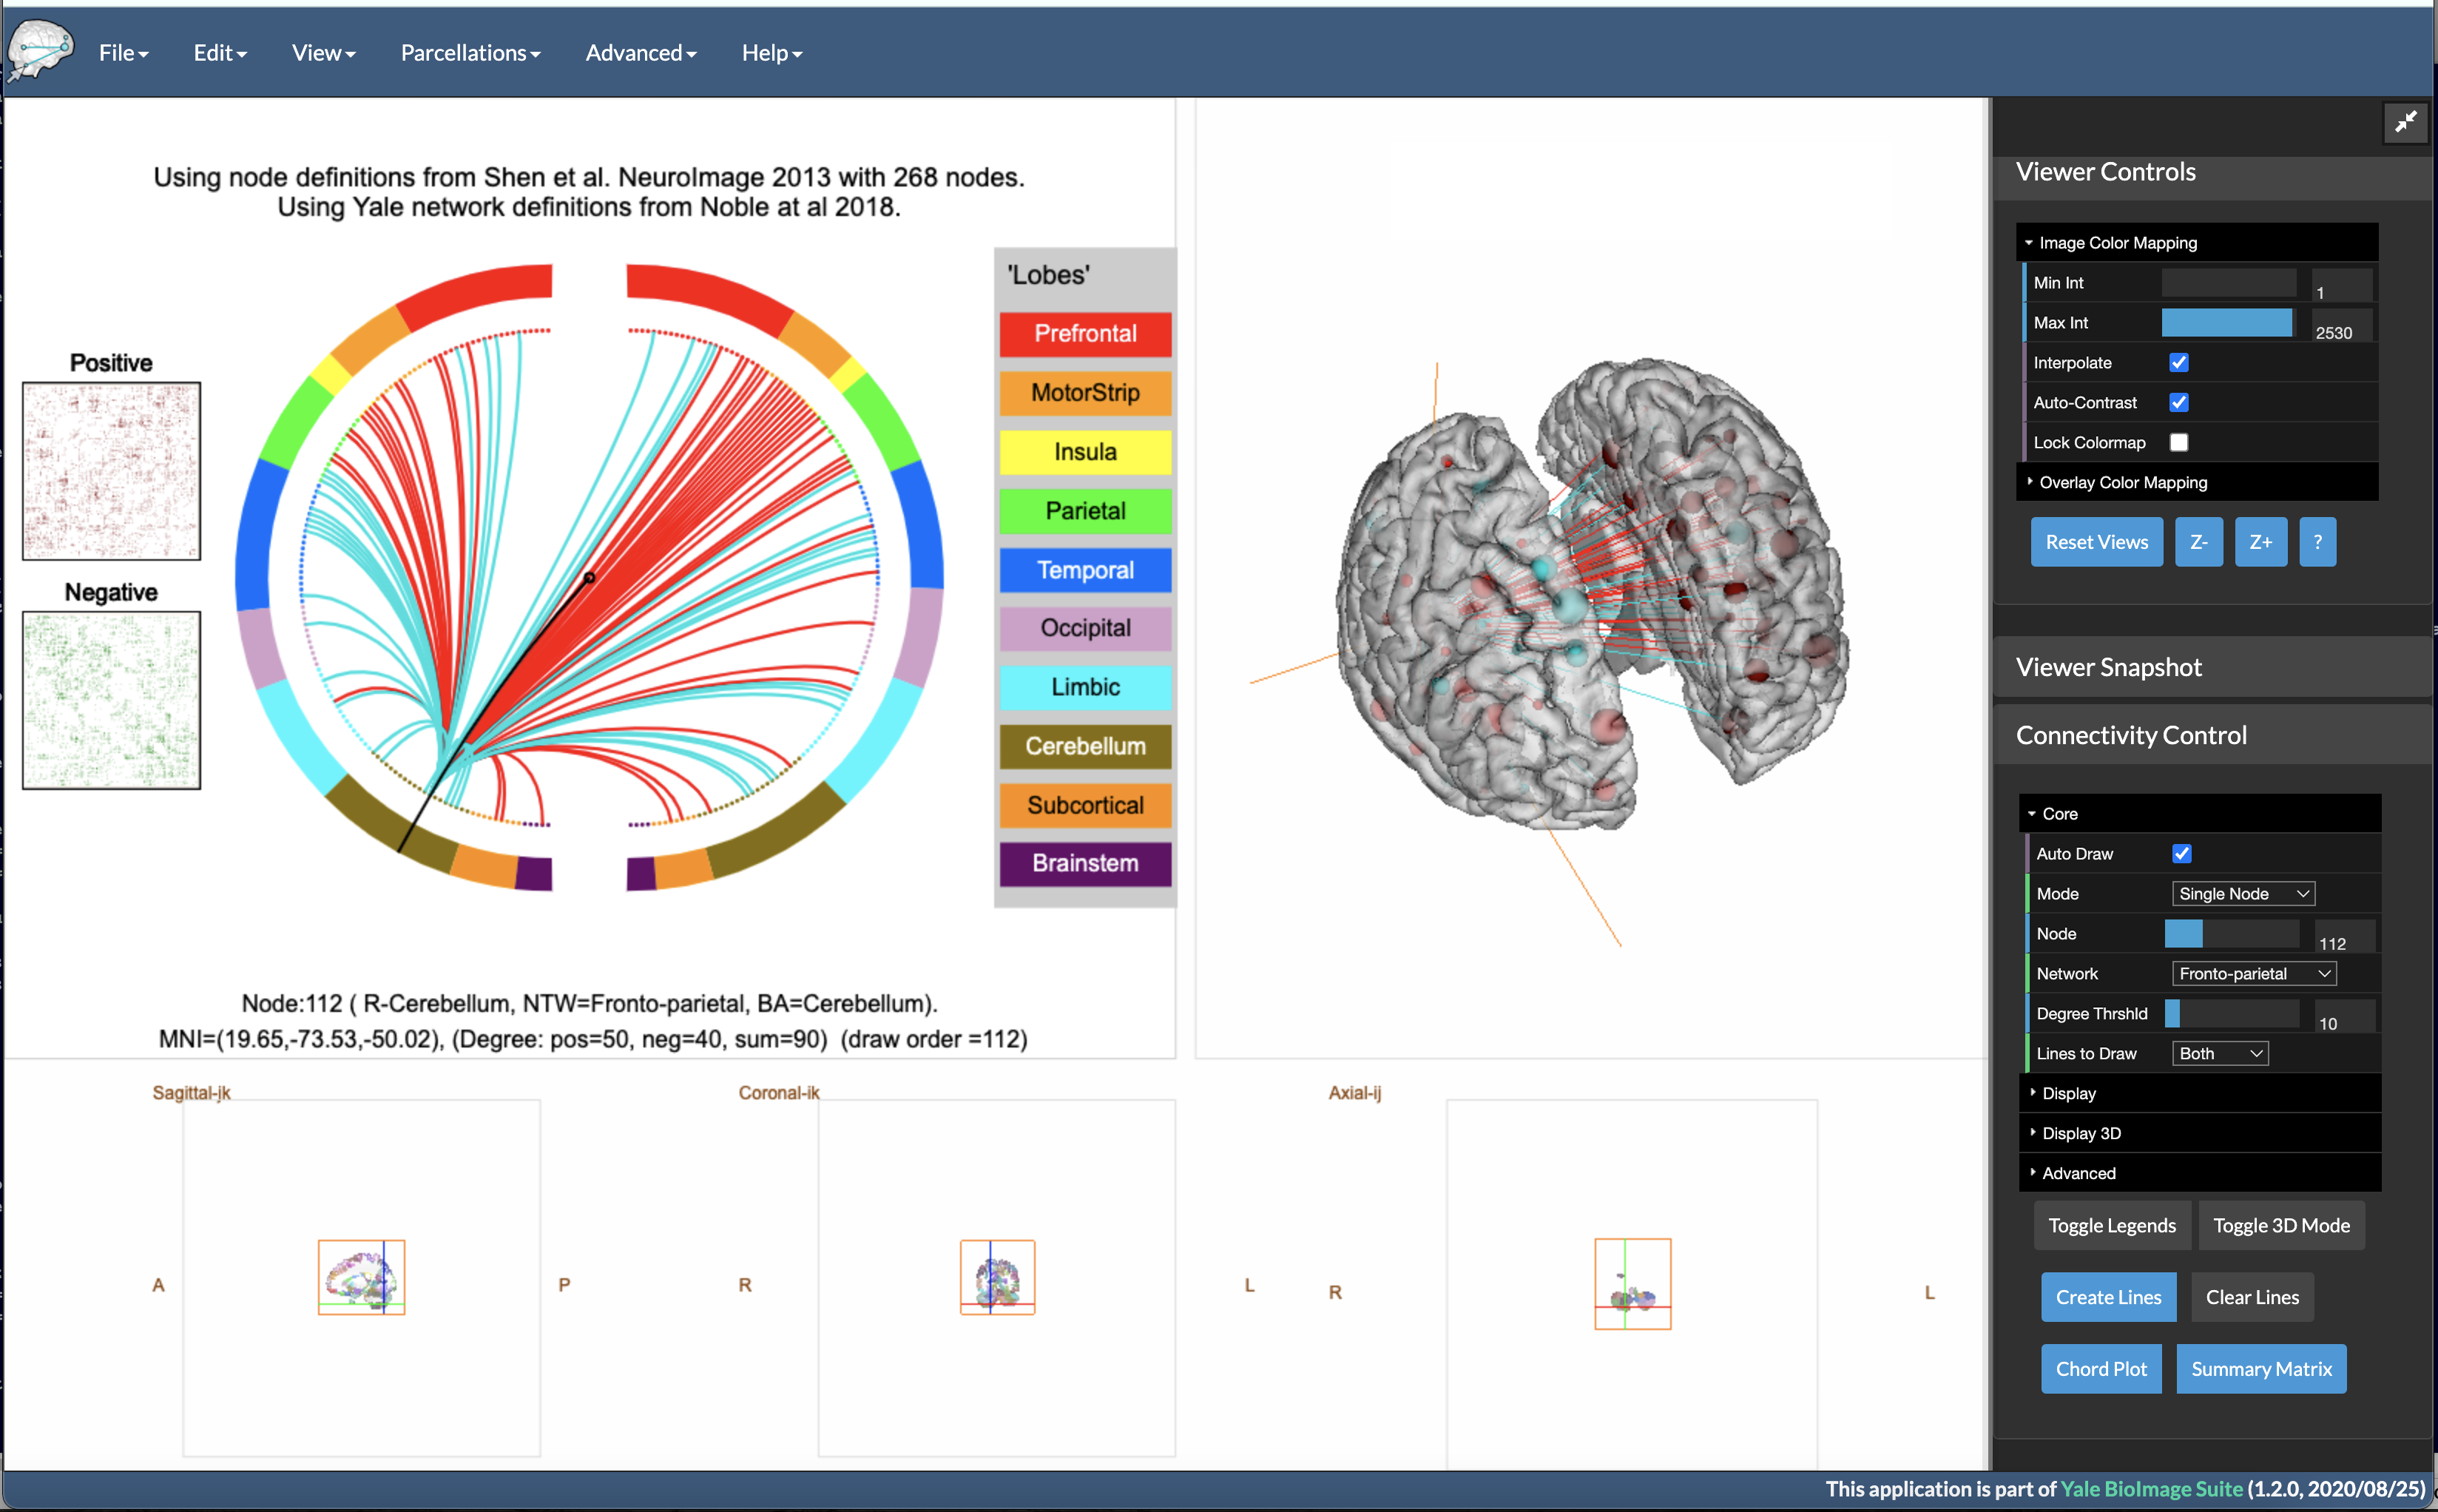 File
Edit
View
Parcellations
Advanced
Help
Using node definitions from Shen et al. NeuroImage 2013 with 268 nodes.
Using Yale network definitions from Noble at al 2018.
Positive
Negative
'Lobes'
Prefrontal
MotorStrip
Insula
Parietal
Temporal
Occipital
Limbic
Cerebellum
Subcortical
Brainstem
Node:112 ( R-Cerebellum, NTW=Fronto-parietal, BA=Cerebellum).
MNI=(19.65,-73.53,-50.02), (Degree: pos=50, neg=40, sum=90)  (draw order =112)
Sagittal-jk
A
P
Coronal-ik
R
L
Axial-ij
R
L
Viewer Controls
Image Color Mapping
Min Int 1
Max Int 2530
Interpolate
Auto-Contrast
Lock Colormap
Overlay Color Mapping
Reset Views Z- Z+ ?
Viewer Snapshot
Connectivity Control
Core
Auto Draw
Mode Single Node
Node 112
Network Fronto-parietal
Degree Thrshld 10
Lines to Draw Both
Display
Display 3D
Advanced
Toggle Legends Toggle 3D Mode
Create Lines Clear Lines
Chord Plot Summary Matrix
This application is part of Yale BioImage Suite (1.2.0, 2020/08/25)